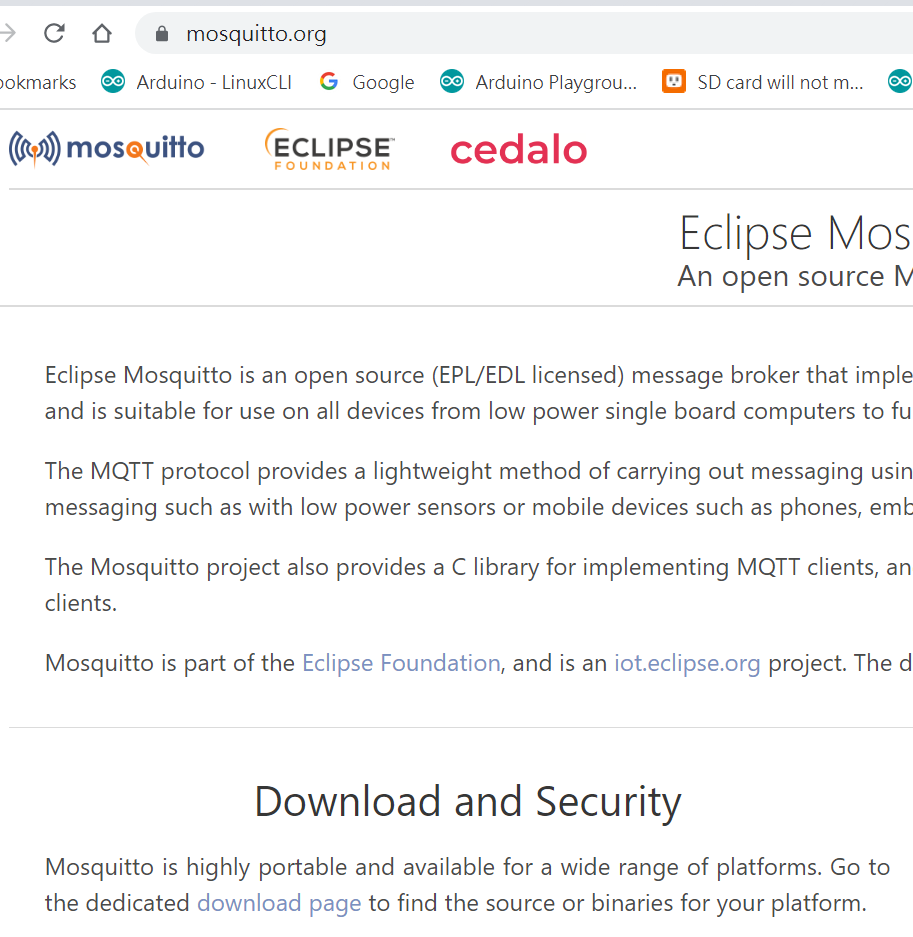 mosquitto.org
ookmarks Arduino - LinuxCLI Google Arduino Playgrou... SD card will not m...
mosquitto ECLIPSE FOUNDATION cedalo
Eclipse Mos
An open source M
Eclipse Mosquitto is an open source (EPL/EDL licensed) message broker that imple
and is suitable for use on all devices from low power single board computers to fu
The MQTT protocol provides a lightweight method of carrying out messaging usin
messaging such as with low power sensors or mobile devices such as phones, emb
The Mosquitto project also provides a C library for implementing MQTT clients, an
clients.
Mosquitto is part of the Eclipse Foundation, and is an iot.eclipse.org project. The d
Download and Security
Mosquitto is highly portable and available for a wide range of platforms. Go to
the dedicated download page to find the source or binaries for your platform.